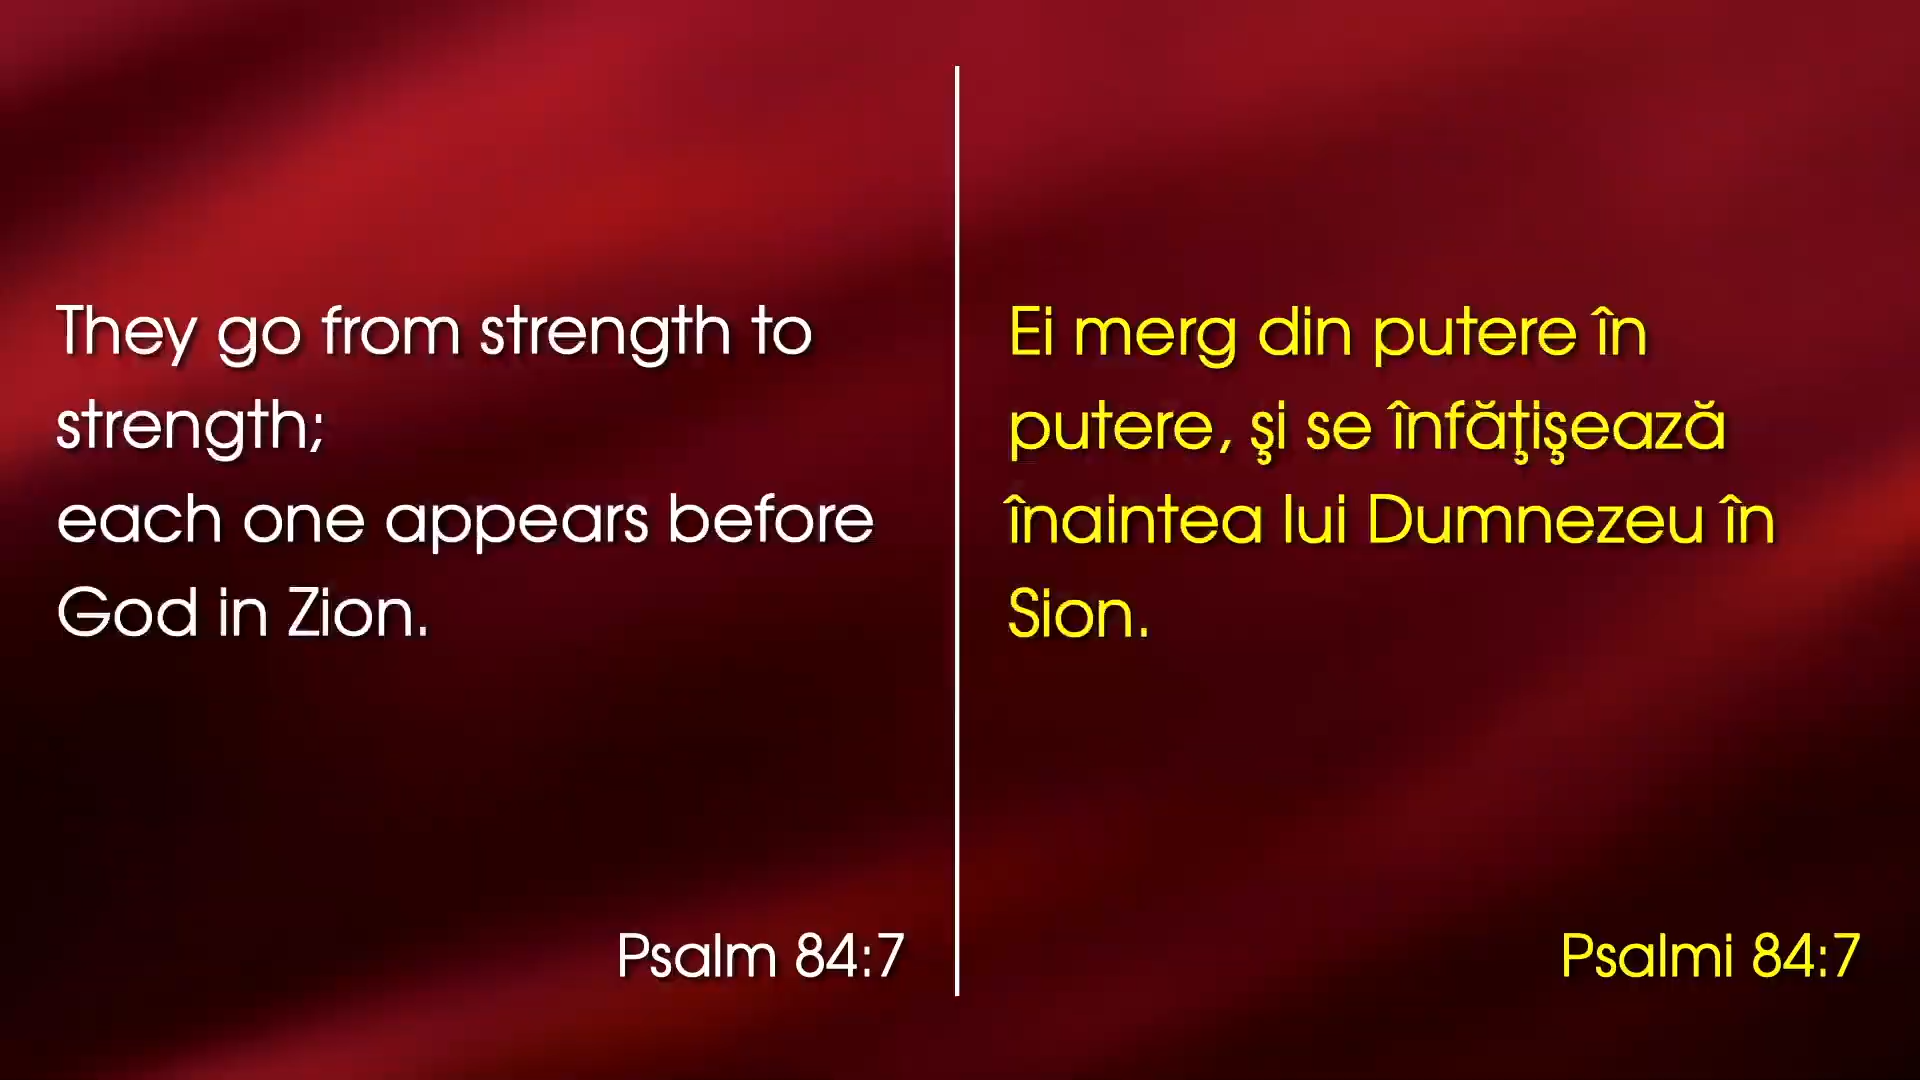 They go from strength to
strength;
each one appears before
God in Zion.
Psalm 84:7
Ei merg din putere în
putere, şi se înfăţişează
înaintea lui Dumnezeu în
Sion.
Psalmi 84:7